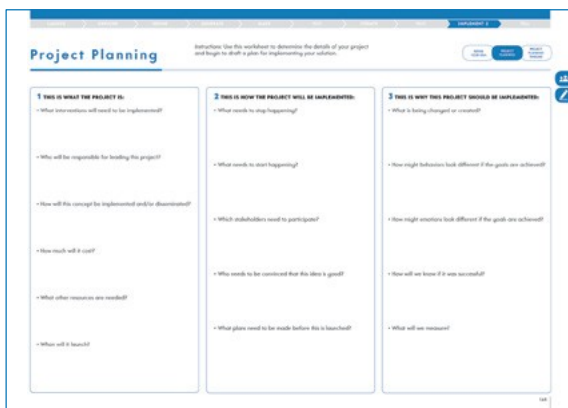 IMPLEMENT 2
Project Planning
Instructions: Use this worksheet to determine the details of your project
and begin to draft a plan for implementing your solution.
PROJECT
PLANNING
PROJECT
PLANNING
1 THIS IS WHAT THE PROJECT IS:
• What interventions will need to be implemented?
• Who will be responsible for leading this project?
• How will this concept be implemented and/or disseminated?
• How much will it cost?
• What other resources are needed?
• When will it launch?
2 THIS IS HOW THE PROJECT WILL BE IMPLEMENTED:
• What needs to stop happening?
• What needs to start happening?
• Which stakeholders need to participate?
• Who needs to be convinced that this idea is good?
• What plans need to be made before this is launched?
3 THIS IS WHY THIS PROJECT SHOULD BE IMPLEMENTED:
• What is being changed or created?
• How might behaviors look different if the goals are achieved?
• How might emotions look different if the goals are achieved?
• How will we know if it was successful?
• What will we measure?